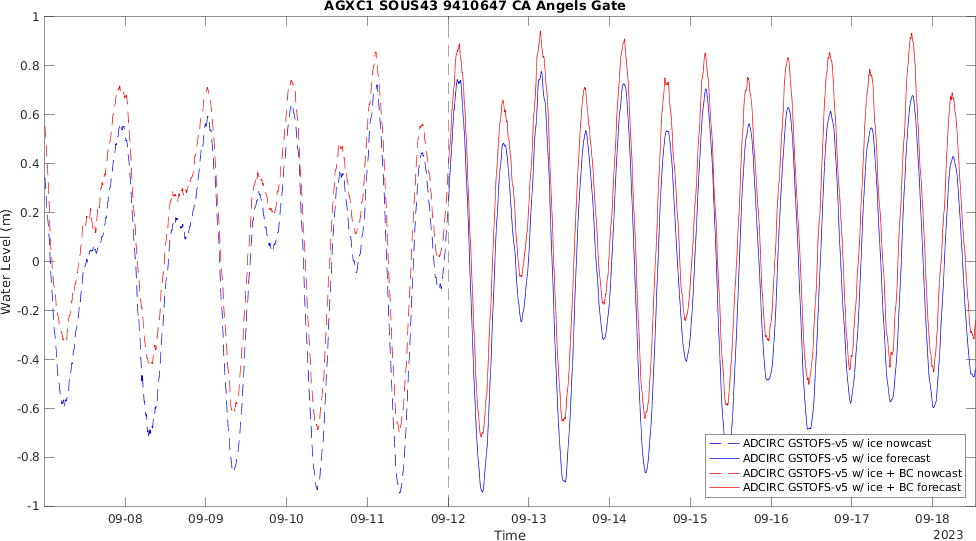 AGXC1 SOUS43 9410647 CA Angels Gate
1
0.8
0.6
0.4
0.2
0
-0.2
-0.4
-0.6
-0.8
-1
Water Level (m)
ADCIRC GSTOFS-v5 w/ ice nowcast
ADCIRC GSTOFS-v5 w/ ice forecast
ADCIRC GSTOFS-v5 w/ ice + BC nowcast
ADCIRC GSTOFS-v5 w/ ice + BC forecast
09-08 09-09 09-10 09-11 09-12 09-13 09-14 09-15 09-16 09-17 09-18
Time
2023